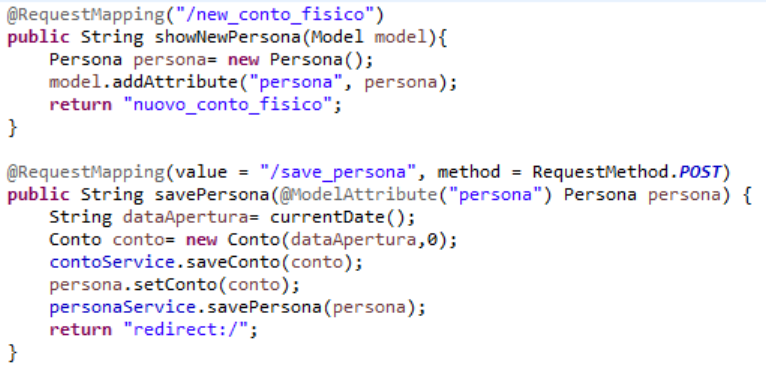 @RequestMapping("/new_conto_fisico")
public String showNewPersona(Model model){
    Persona persona= new Persona();
    model.addAttribute("persona", persona);
    return "nuovo_conto_fisico";
}

@RequestMapping(value = "/save_persona", method = RequestMethod.POST)
public String savePersona(@ModelAttribute("persona") Persona persona) {
    String dataApertura= currentDate();
    Conto conto= new Conto(dataApertura,0);
    contoService.saveConto(conto);
    persona.setConto(conto);
    personaService.savePersona(persona);
    return "redirect:/";
}